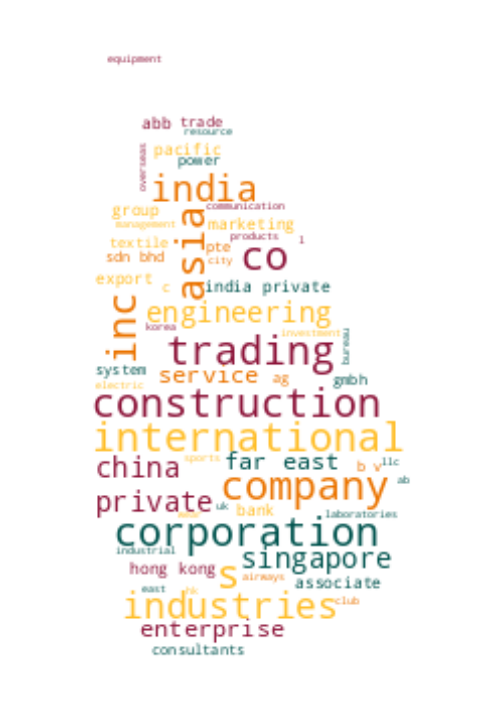 equipment
abb trade
resource
overseas
pacific
power
india
communication
group
asia
marketing
management
products
l
textile
pte
co
sdn bhd
city
export
c
india private
inc
engineering
korea
investment
trading
bureau
system
service
ag
gmbh
electric
construction
international
china
sports
far east
b v
llc
company
ab
private
uk
bank
laboratories
corporation
industrial
singapore
hong kong
s
airways
associate
east
hk
industries
club
enterprise
consultants